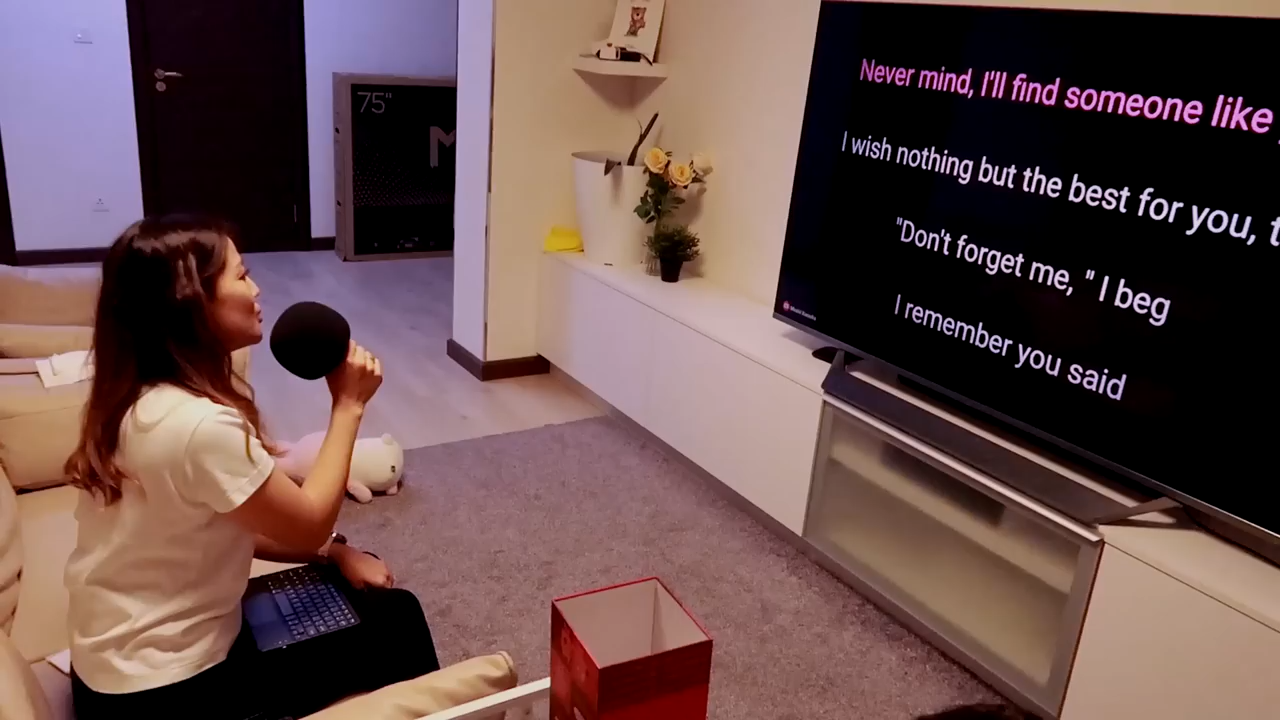 75"
M
Never mind, I'll find someone like
I wish nothing but the best for you,
"Don't forget me, " I beg
I remember you said